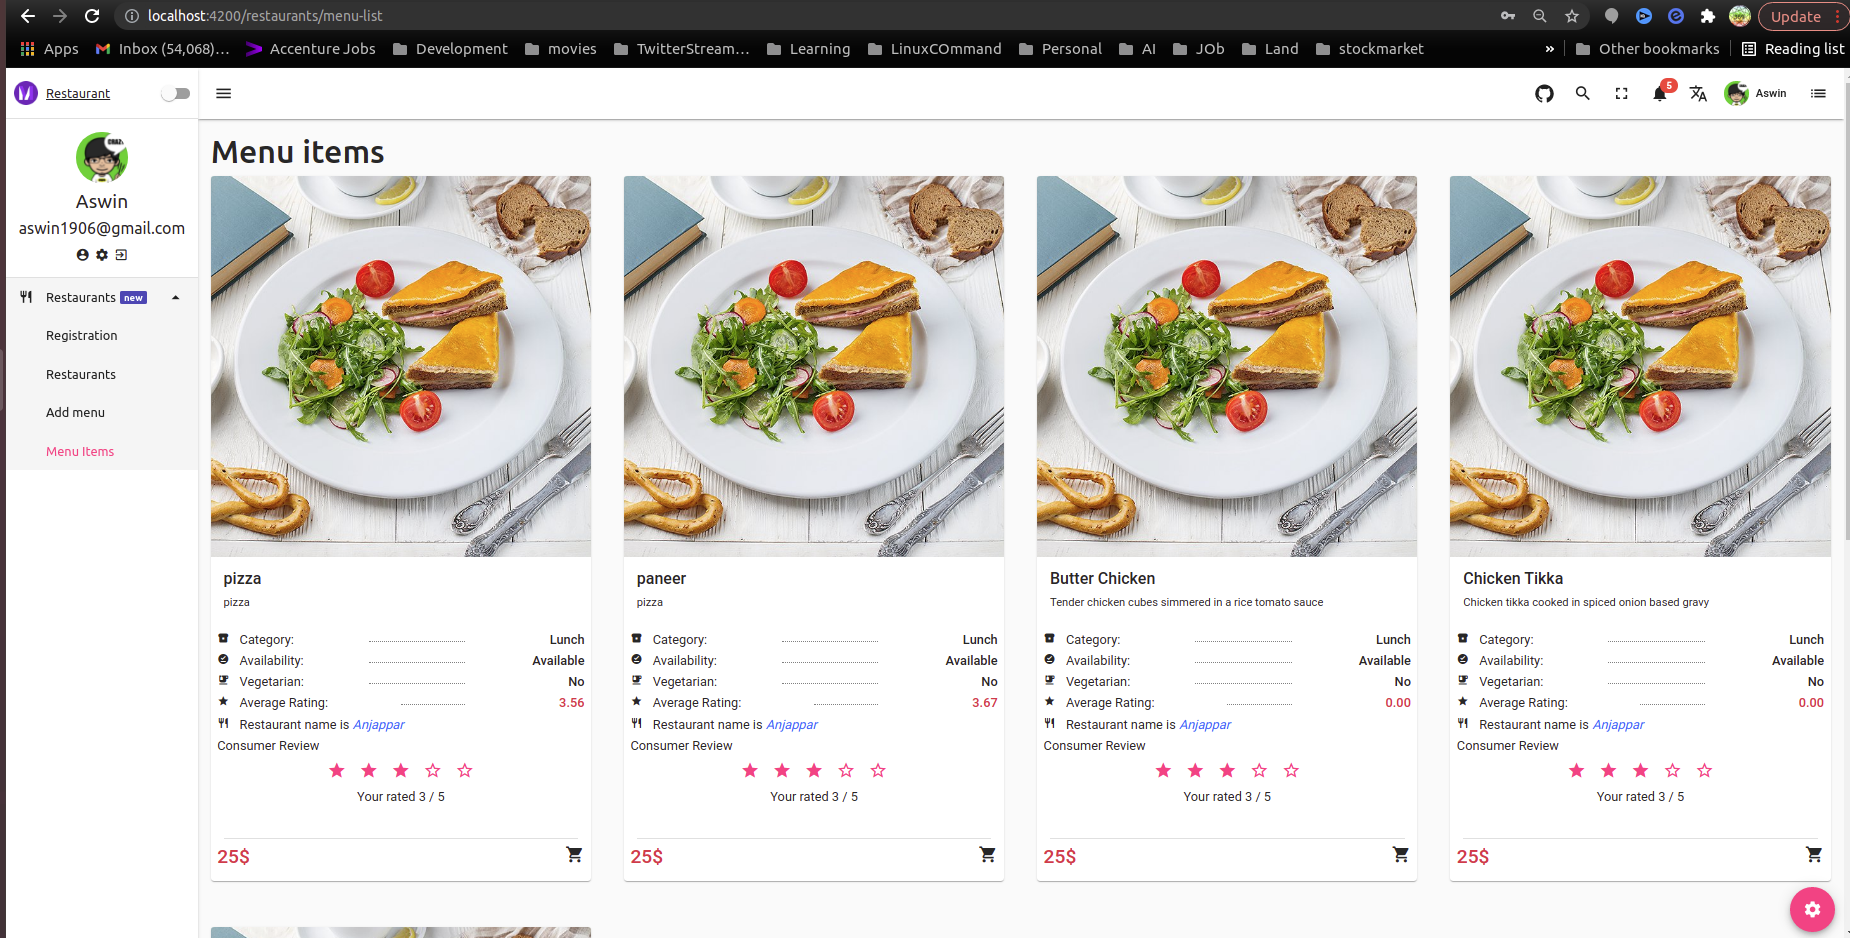 localhost:4200/restaurants/menu-list
Update
Apps
Inbox (54,068)...
Accenture Jobs
Development
movies
TwitterStream...
Learning
LinuxCOmmand
Personal
AI
JOb
Land
stockmarket
»
Other bookmarks
Reading list
Restaurant
5
Aswin
CHAZ
Aswin
aswin1906@gmail.com
Restaurants new
Registration
Restaurants
Add menu
Menu Items
Menu items
pizza
pizza
Category: Lunch
Availability: Available
Vegetarian: No
Average Rating: 3.56
Restaurant name is Anjappar
Consumer Review
Your rated 3 / 5
25$
paneer
pizza
Category: Lunch
Availability: Available
Vegetarian: No
Average Rating: 3.67
Restaurant name is Anjappar
Consumer Review
Your rated 3 / 5
25$
Butter Chicken
Tender chicken cubes simmered in a rice tomato sauce
Category: Lunch
Availability: Available
Vegetarian: No
Average Rating: 0.00
Restaurant name is Anjappar
Consumer Review
Your rated 3 / 5
25$
Chicken Tikka
Chicken tikka cooked in spiced onion based gravy
Category: Lunch
Availability: Available
Vegetarian: No
Average Rating: 0.00
Restaurant name is Anjappar
Consumer Review
Your rated 3 / 5
25$